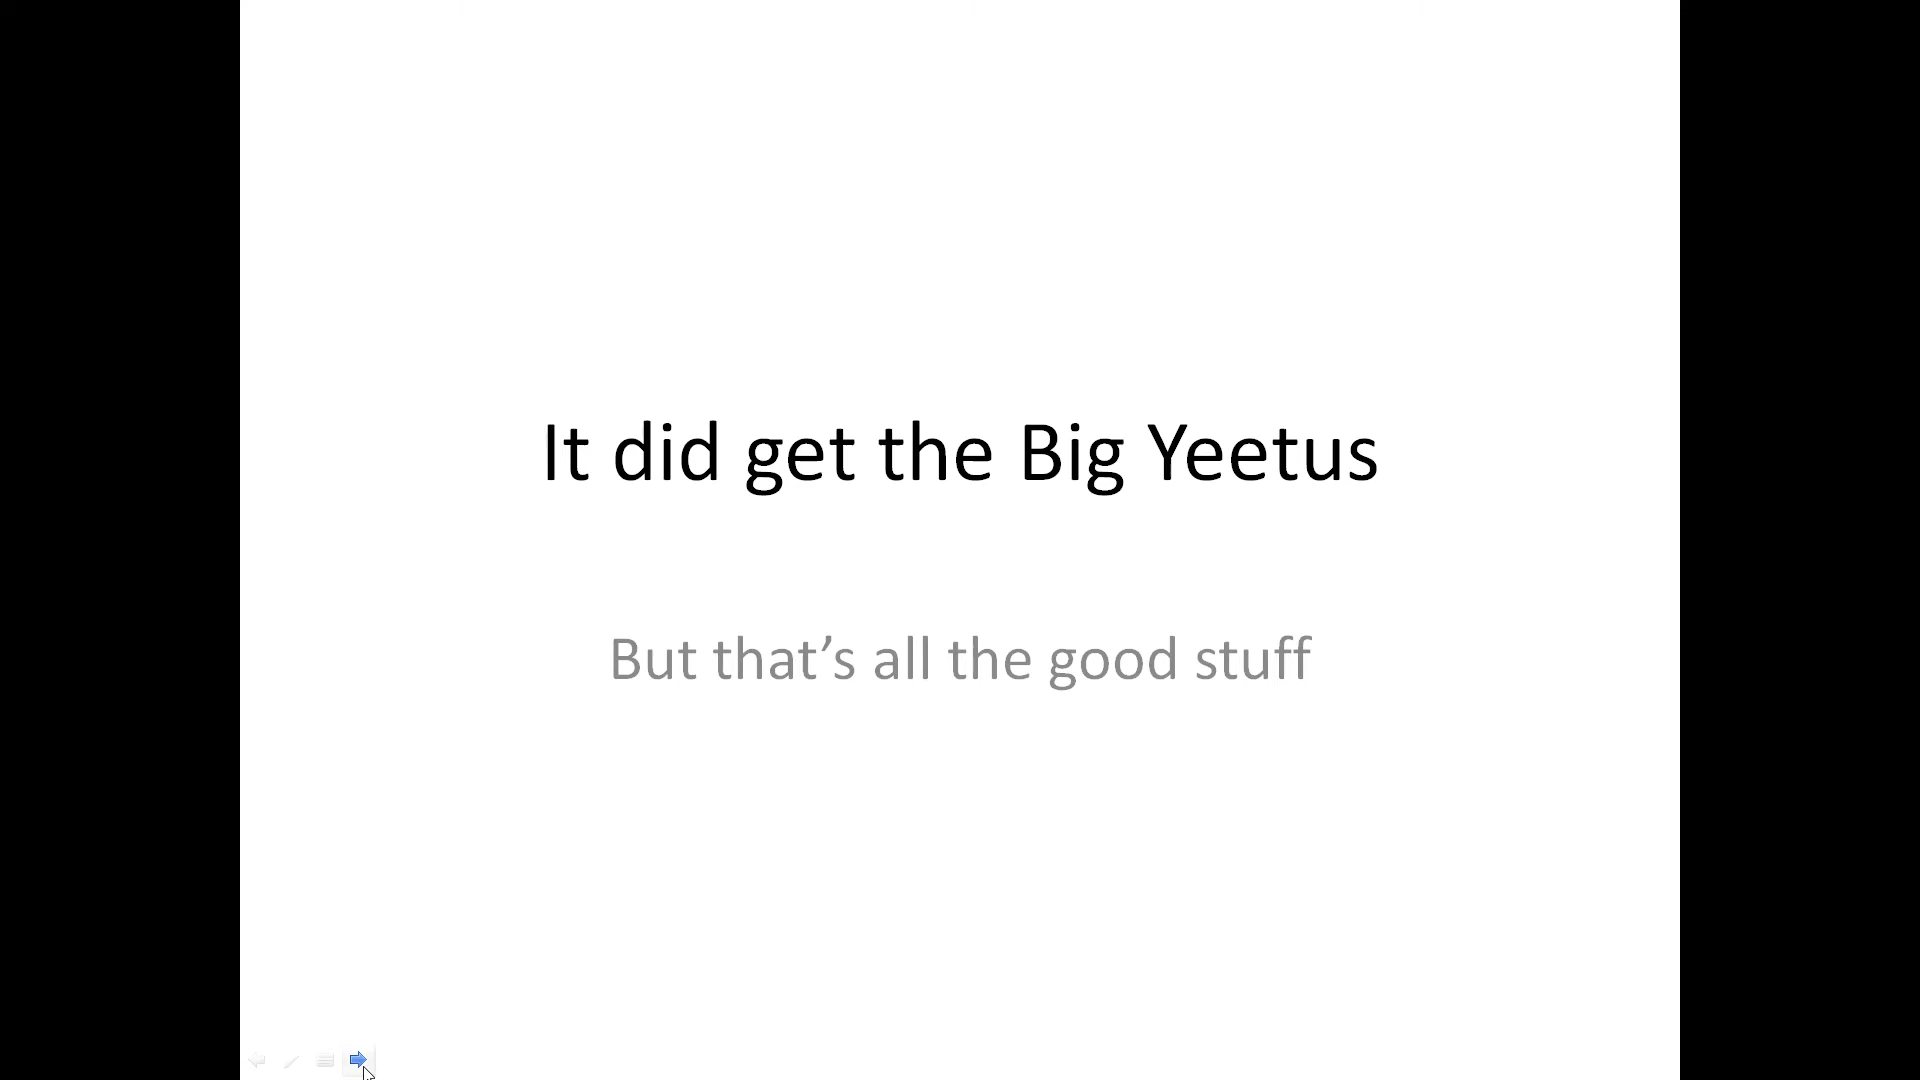 It did get the Big Yeetus
But that’s all the good stuff